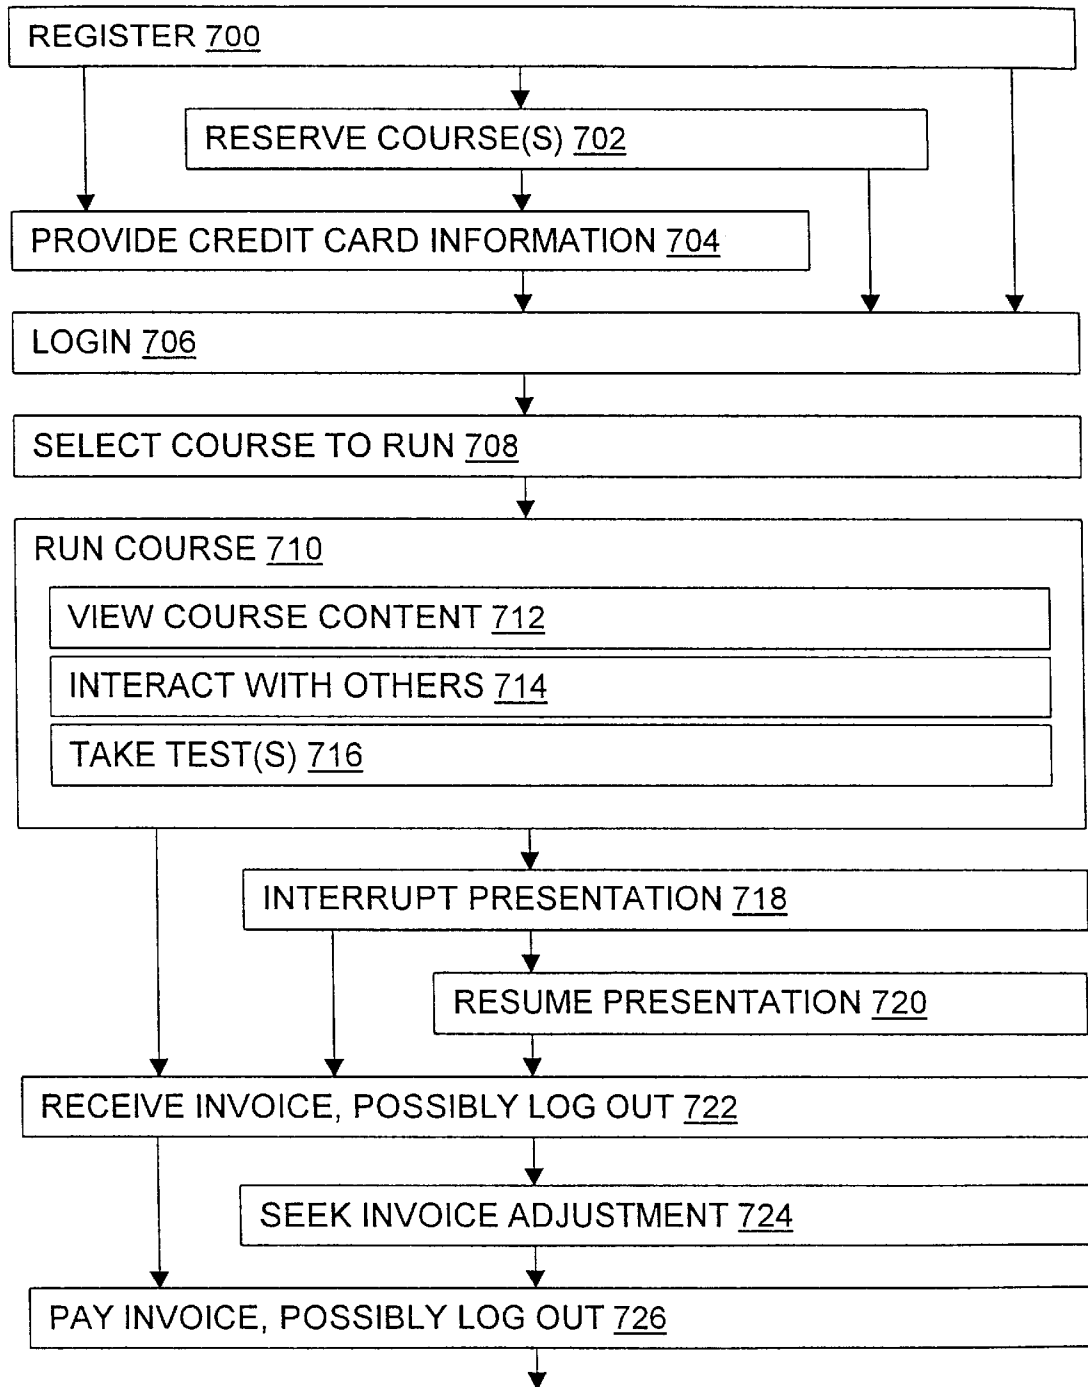 REGISTER 700
RESERVE COURSE(S) 702
PROVIDE CREDIT CARD INFORMATION 704
LOGIN 706
SELECT COURSE TO RUN 708
RUN COURSE 710
VIEW COURSE CONTENT 712
INTERACT WITH OTHERS 714
TAKE TEST(S) 716
INTERRUPT PRESENTATION 718
RESUME PRESENTATION 720
RECEIVE INVOICE, POSSIBLY LOG OUT 722
SEEK INVOICE ADJUSTMENT 724
PAY INVOICE, POSSIBLY LOG OUT 726